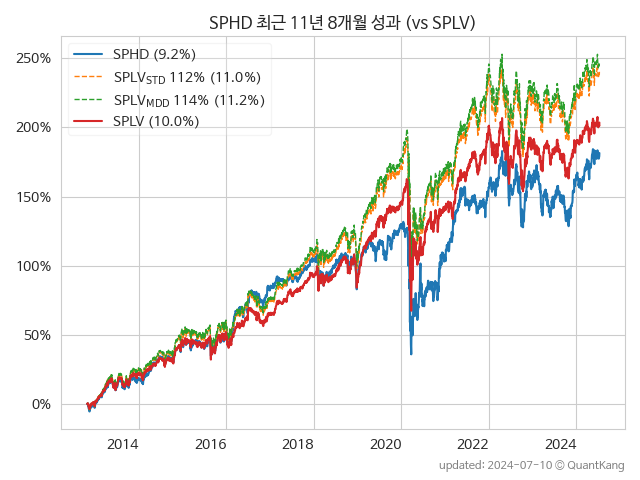 SPHD 최근 11년 8개월 성과 (vs SPLV)
SPHD (9.2%)
SPLV_STD 112% (11.0%)
SPLV_MDD 114% (11.2%)
SPLV (10.0%)
250%
200%
150%
100%
50%
0%
2014 2016 2018 2020 2022 2024
updated: 2024-07-10 © QuantKang